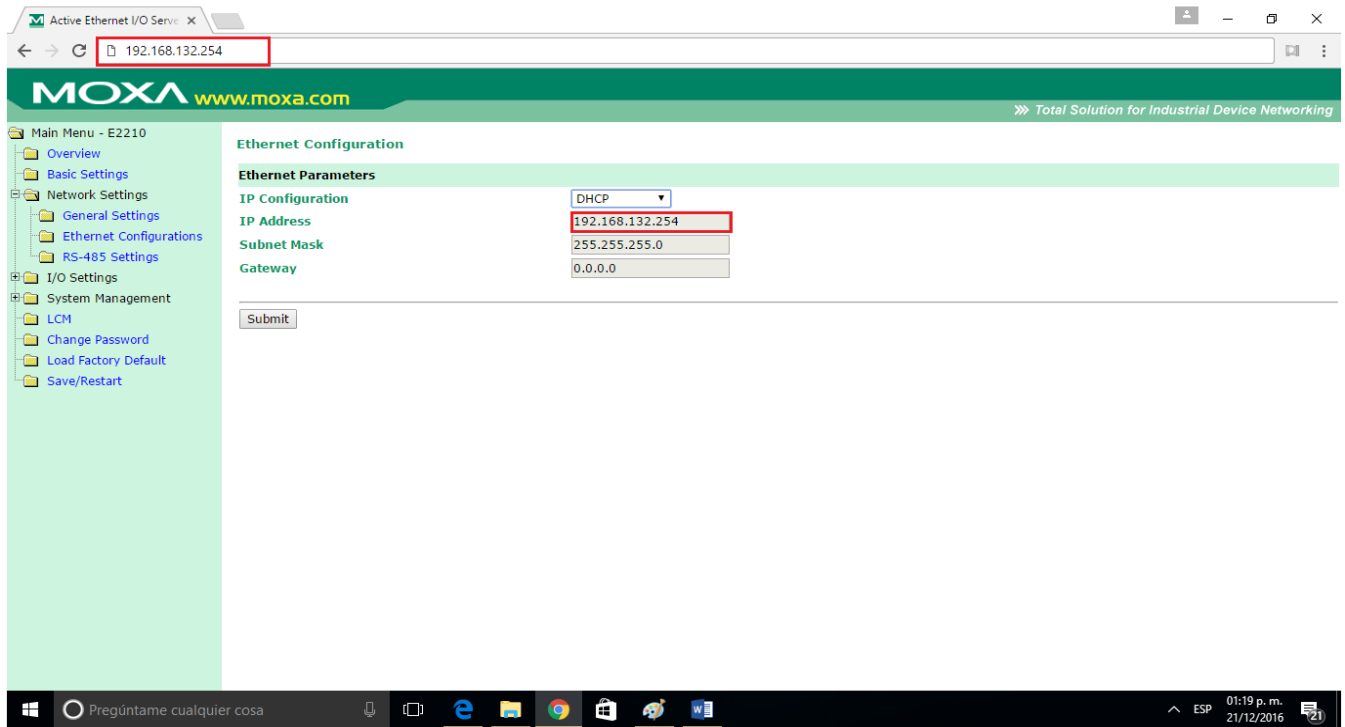 Active Ethernet I/O Serve
192.168.132.254
MOXA www.moxa.com
Total Solution for Industrial Device Networking
Main Menu - E2210
Overview
Basic Settings
Network Settings
General Settings
Ethernet Configurations
RS-485 Settings
I/O Settings
System Management
LCM
Change Password
Load Factory Default
Save/Restart
Ethernet Configuration
Ethernet Parameters
IP Configuration DHCP
IP Address 192.168.132.254
Subnet Mask 255.255.255.0
Gateway 0.0.0.0
Submit
Pregúntame cualquier cosa
ESP
01:19 p. m.
21/12/2016
21